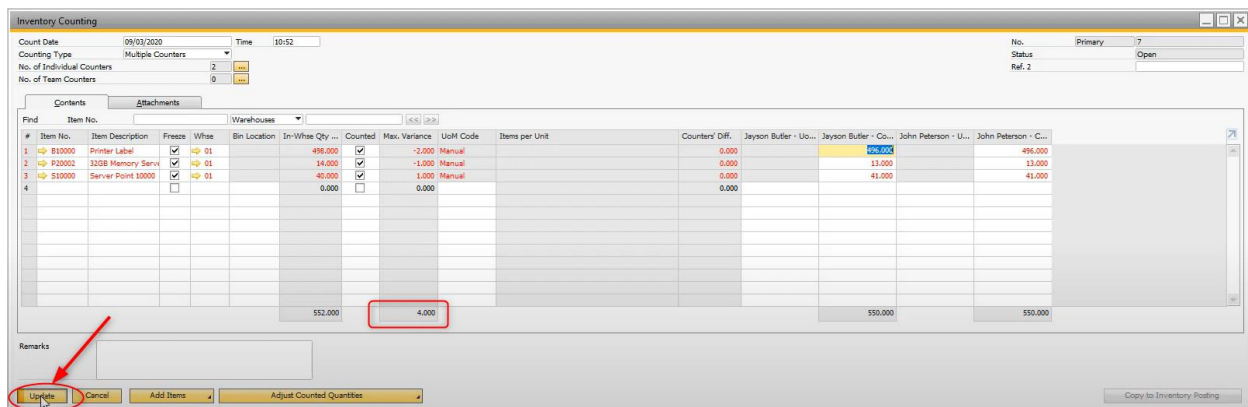 Inventory Counting
Count Date 09/03/2020 Time 10:52 No. Primary 7
Counting Type Multiple Counters Status Open
No. of Individual Counters 2 ... Ref. 2
No. of Team Counters 0 ...
Contents Attachments
Find Item No. Warehouses << >>
# Item No. Item Description Freeze Whse Bin Location In-Whse Qty ... Counted Max. Variance UoM Code Items per Unit Counters' Diff. Jayson Butler - Uo... Jayson Butler - Co... John Peterson - U... John Peterson - C...
1 B10000 Printer Label 01 498.000 -2.000 Manual 0.000 496.000 496.000
2 P20002 32GB Memory Serve 01 14.000 -1.000 Manual 0.000 13.000 13.000
3 S10000 Server Point 10000 01 40.000 1.000 Manual 0.000 41.000 41.000
4 0.000 0.000 0.000
552.000 4.000 550.000 550.000
Remarks
Update Cancel Add Items Adjust Counted Quantities Copy to Inventory Posting